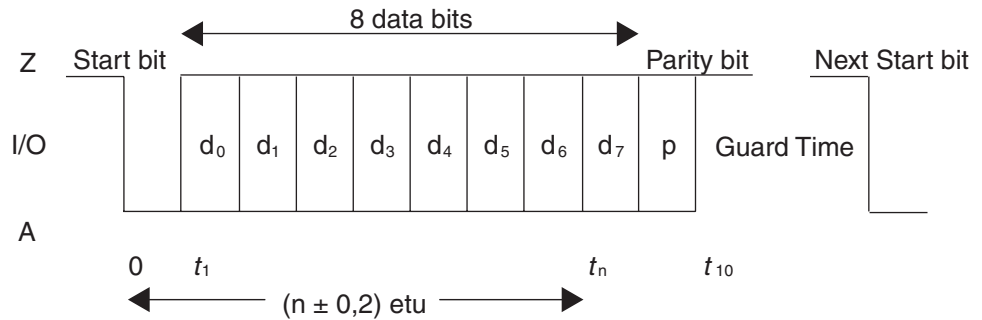 8 data bits
Z Start bit Parity bit Next Start bit
I/O d0 d1 d2 d3 d4 d5 d6 d7 p Guard Time
A
0 t1 tn t10
(n ± 0,2) etu